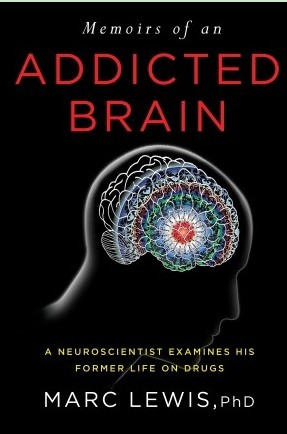 Memoirs of an
ADDICTED
BRAIN
A NEUROSCIENTIST EXAMINES HIS
FORMER LIFE ON DRUGS
MARC LEWIS, PhD